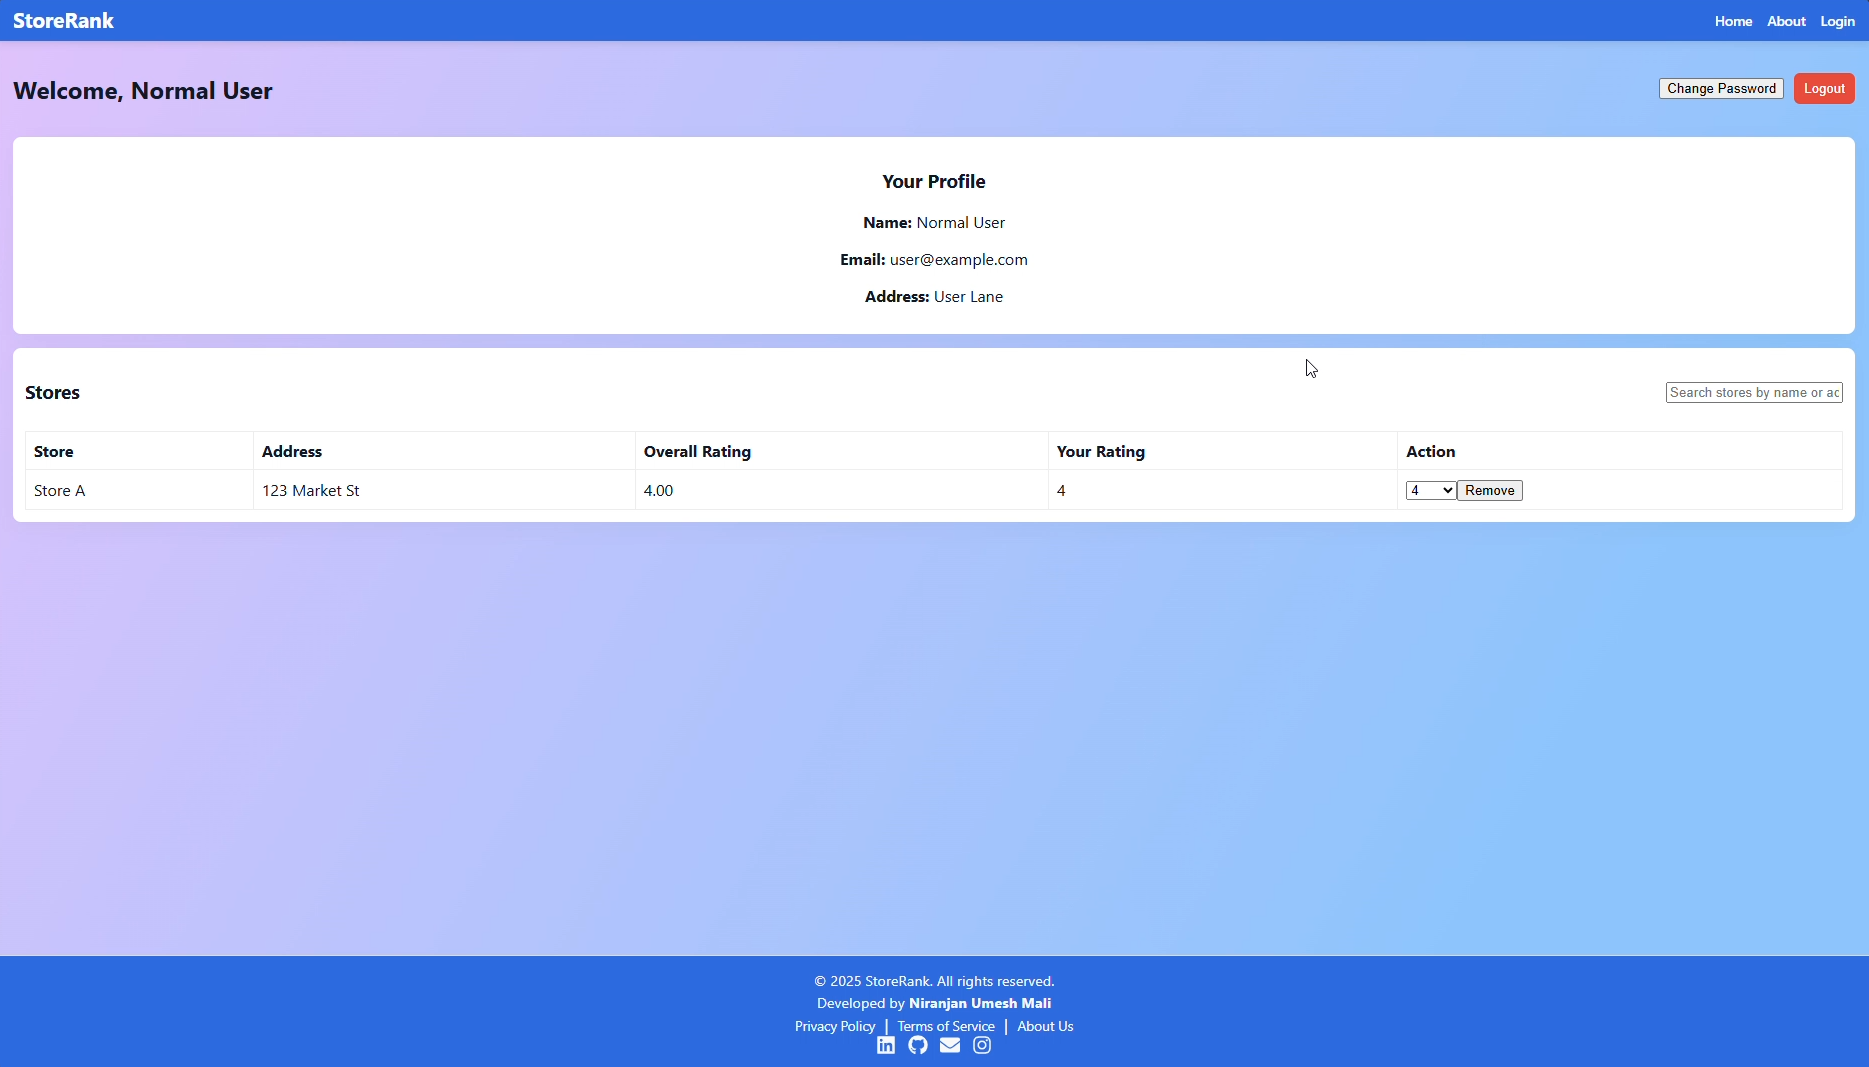 StoreRank
Home About Login
Welcome, Normal User
Change Password Logout
Your Profile
Name: Normal User
Email: user@example.com
Address: User Lane
Stores
Search stores by name or ac
Store Address Overall Rating Your Rating Action
Store A 123 Market St 4.00 4 4 Remove
© 2025 StoreRank. All rights reserved.
Developed by Niranjan Umesh Mali
Privacy Policy | Terms of Service | About Us